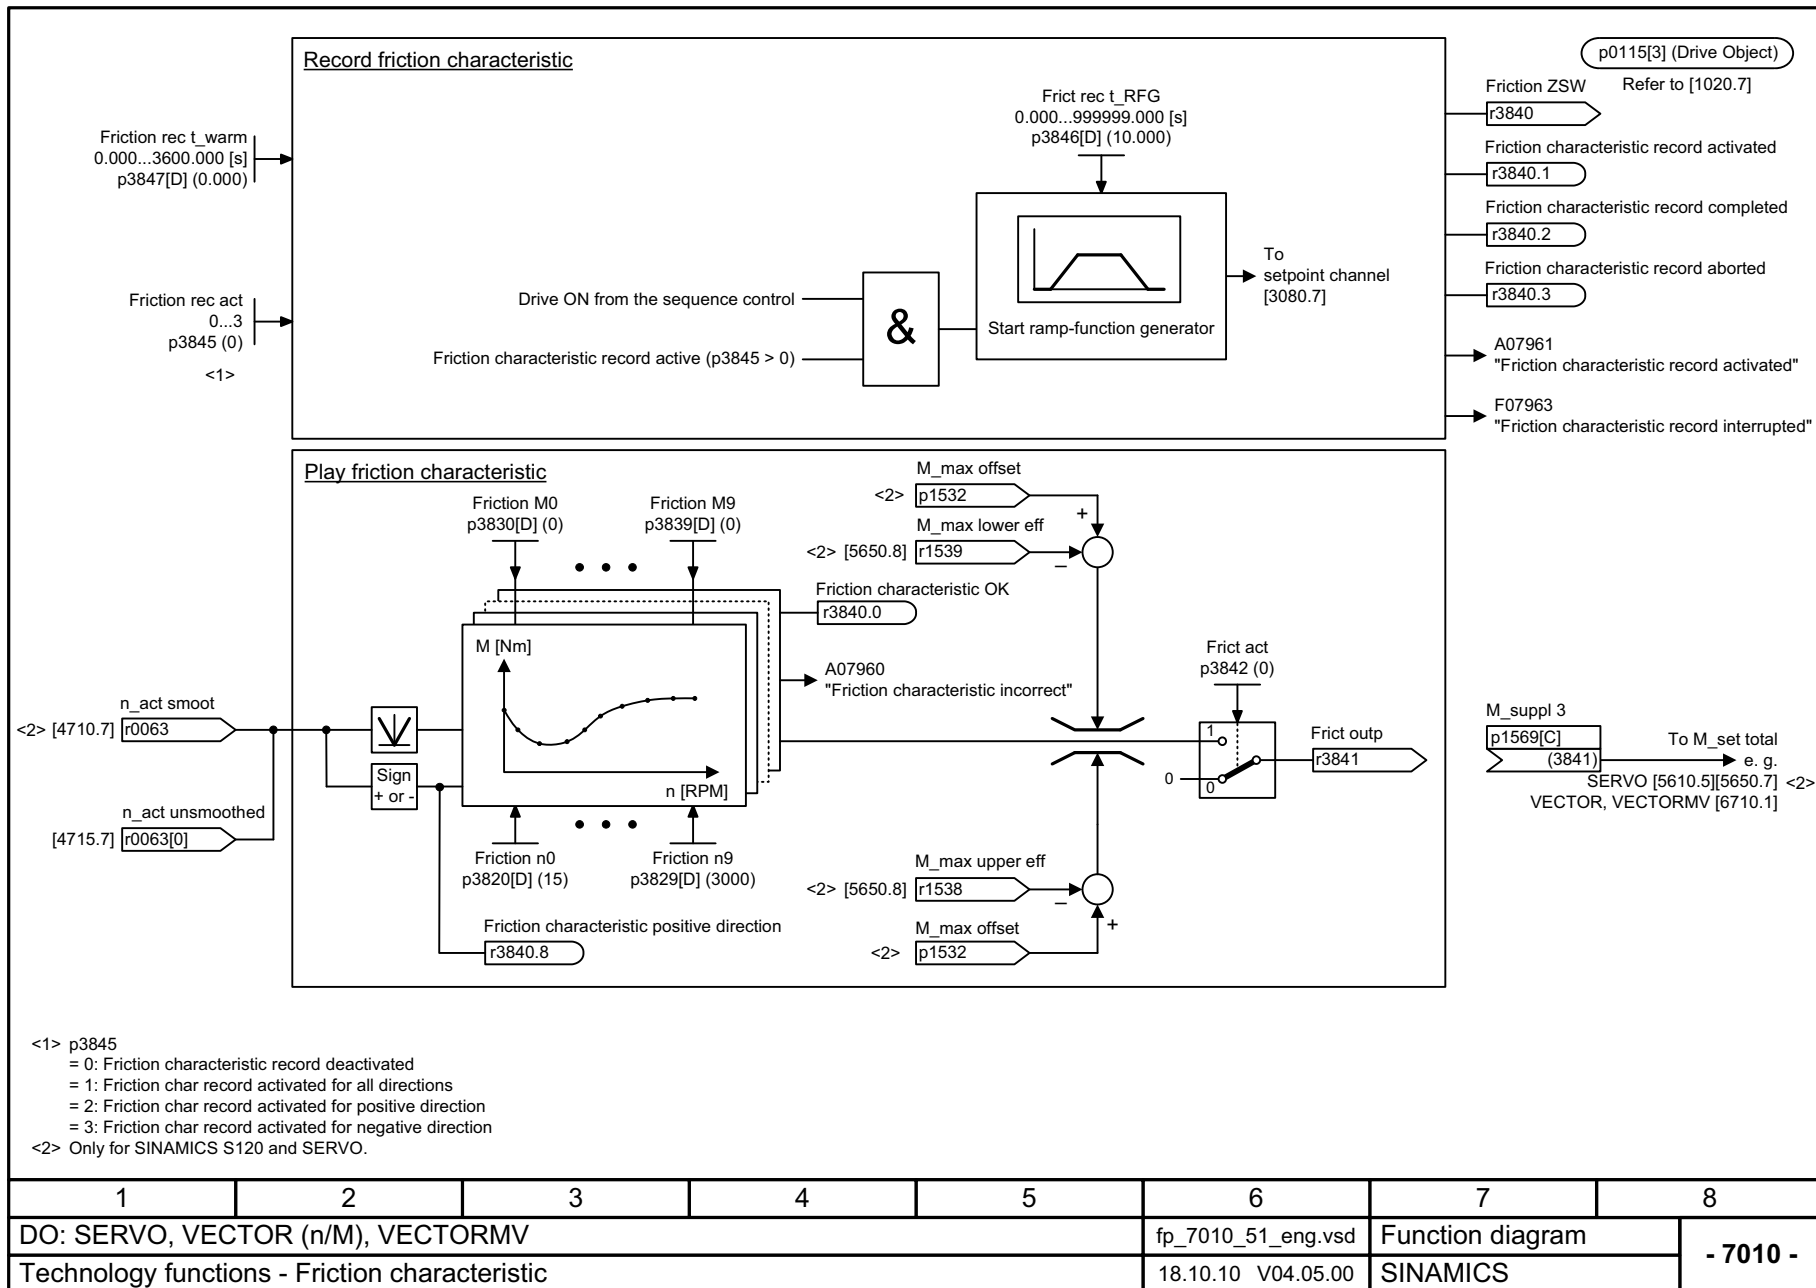 Record friction characteristic
p0115[3] (Drive Object)
Refer to [1020.7]
Friction rec t_warm
0.000...3600.000 [s]
p3847[D] (0.000)
Friction rec act
0...3
p3845 (0)
<1>
Frict rec t_RFG
0.000...999999.000 [s]
p3846[D] (10.000)
Drive ON from the sequence control
Friction characteristic record active (p3845 > 0)
&
Start ramp-function generator
To
setpoint channel
[3080.7]
Friction ZSW
r3840
Friction characteristic record activated
r3840.1
Friction characteristic record completed
r3840.2
Friction characteristic record aborted
r3840.3
A07961
"Friction characteristic record activated"
F07963
"Friction characteristic record interrupted"
Play friction characteristic
Friction M0
p3830[D] (0)
Friction M9
p3839[D] (0)
M_max offset
<2> p1532
+
M_max lower eff
<2> [5650.8] r1539
–
Friction characteristic OK
r3840.0
A07960
"Friction characteristic incorrect"
M [Nm]
n [RPM]
n_act smoot
<2> [4710.7] r0063
Sign
+ or -
n_act unsmoothed
[4715.7] r0063[0]
Friction n0
p3820[D] (15)
Friction n9
p3829[D] (3000)
Friction characteristic positive direction
r3840.8
M_max upper eff
<2> [5650.8] r1538
–
M_max offset
<2> p1532
+
Frict act
p3842 (0)
1
0
0
Frict outp
r3841
M_suppl 3
p1569[C]
(3841)
To M_set total
e. g.
SERVO [5610.5][5650.7] <2>
VECTOR, VECTORMV [6710.1]
<1> p3845
= 0: Friction characteristic record deactivated
= 1: Friction char record activated for all directions
= 2: Friction char record activated for positive direction
= 3: Friction char record activated for negative direction
<2> Only for SINAMICS S120 and SERVO.
1 2 3 4 5 6 7 8
DO: SERVO, VECTOR (n/M), VECTORMV
fp_7010_51_eng.vsd
Function diagram
- 7010 -
Technology functions - Friction characteristic
18.10.10 V04.05.00
SINAMICS